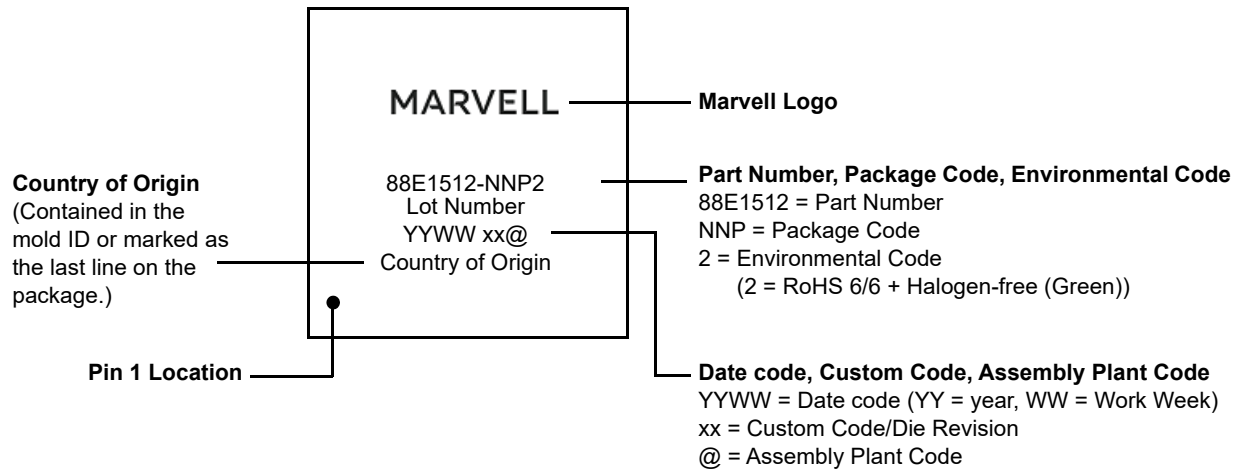 MARVELL
Marvell Logo
Country of Origin
(Contained in the
mold ID or marked as
the last line on the
package.)
88E1512-NNP2
Lot Number
YYWW xx@
Country of Origin
Part Number, Package Code, Environmental Code
88E1512 = Part Number
NNP = Package Code
2 = Environmental Code
(2 = RoHS 6/6 + Halogen-free (Green))
Pin 1 Location
Date code, Custom Code, Assembly Plant Code
YYWW = Date code (YY = year, WW = Work Week)
xx = Custom Code/Die Revision
@ = Assembly Plant Code